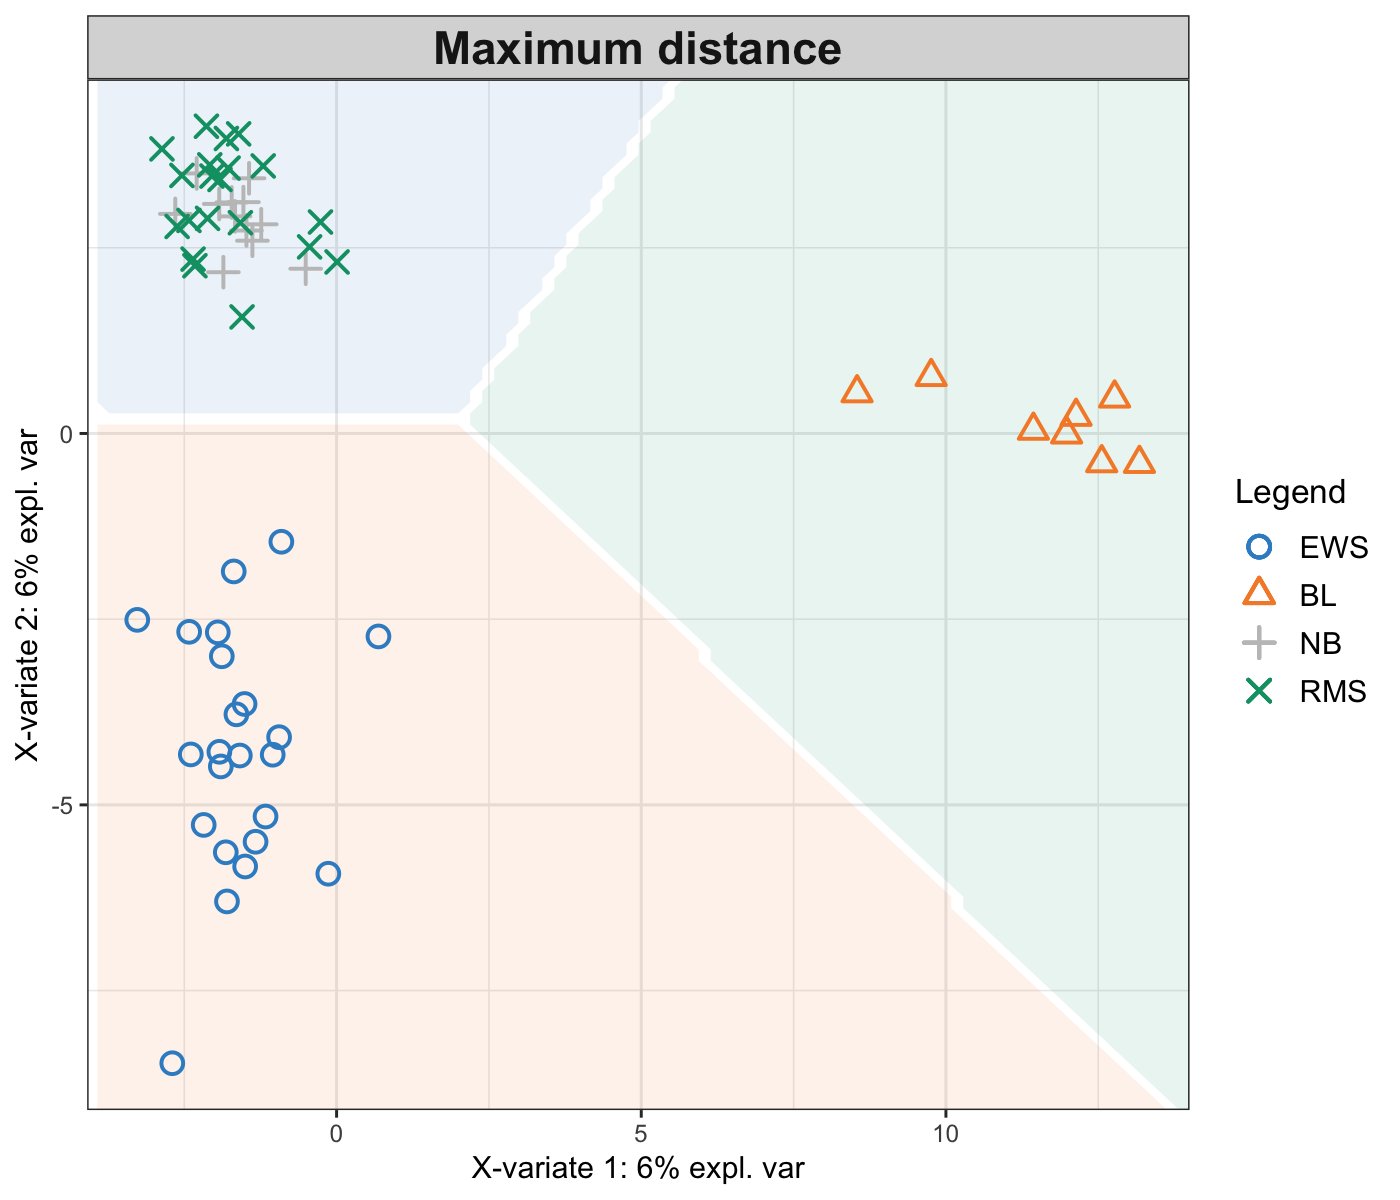 Maximum distance
X-variate 2: 6% expl. var
0
-5
0
5
10
X-variate 1: 6% expl. var
Legend
EWS
BL
NB
RMS